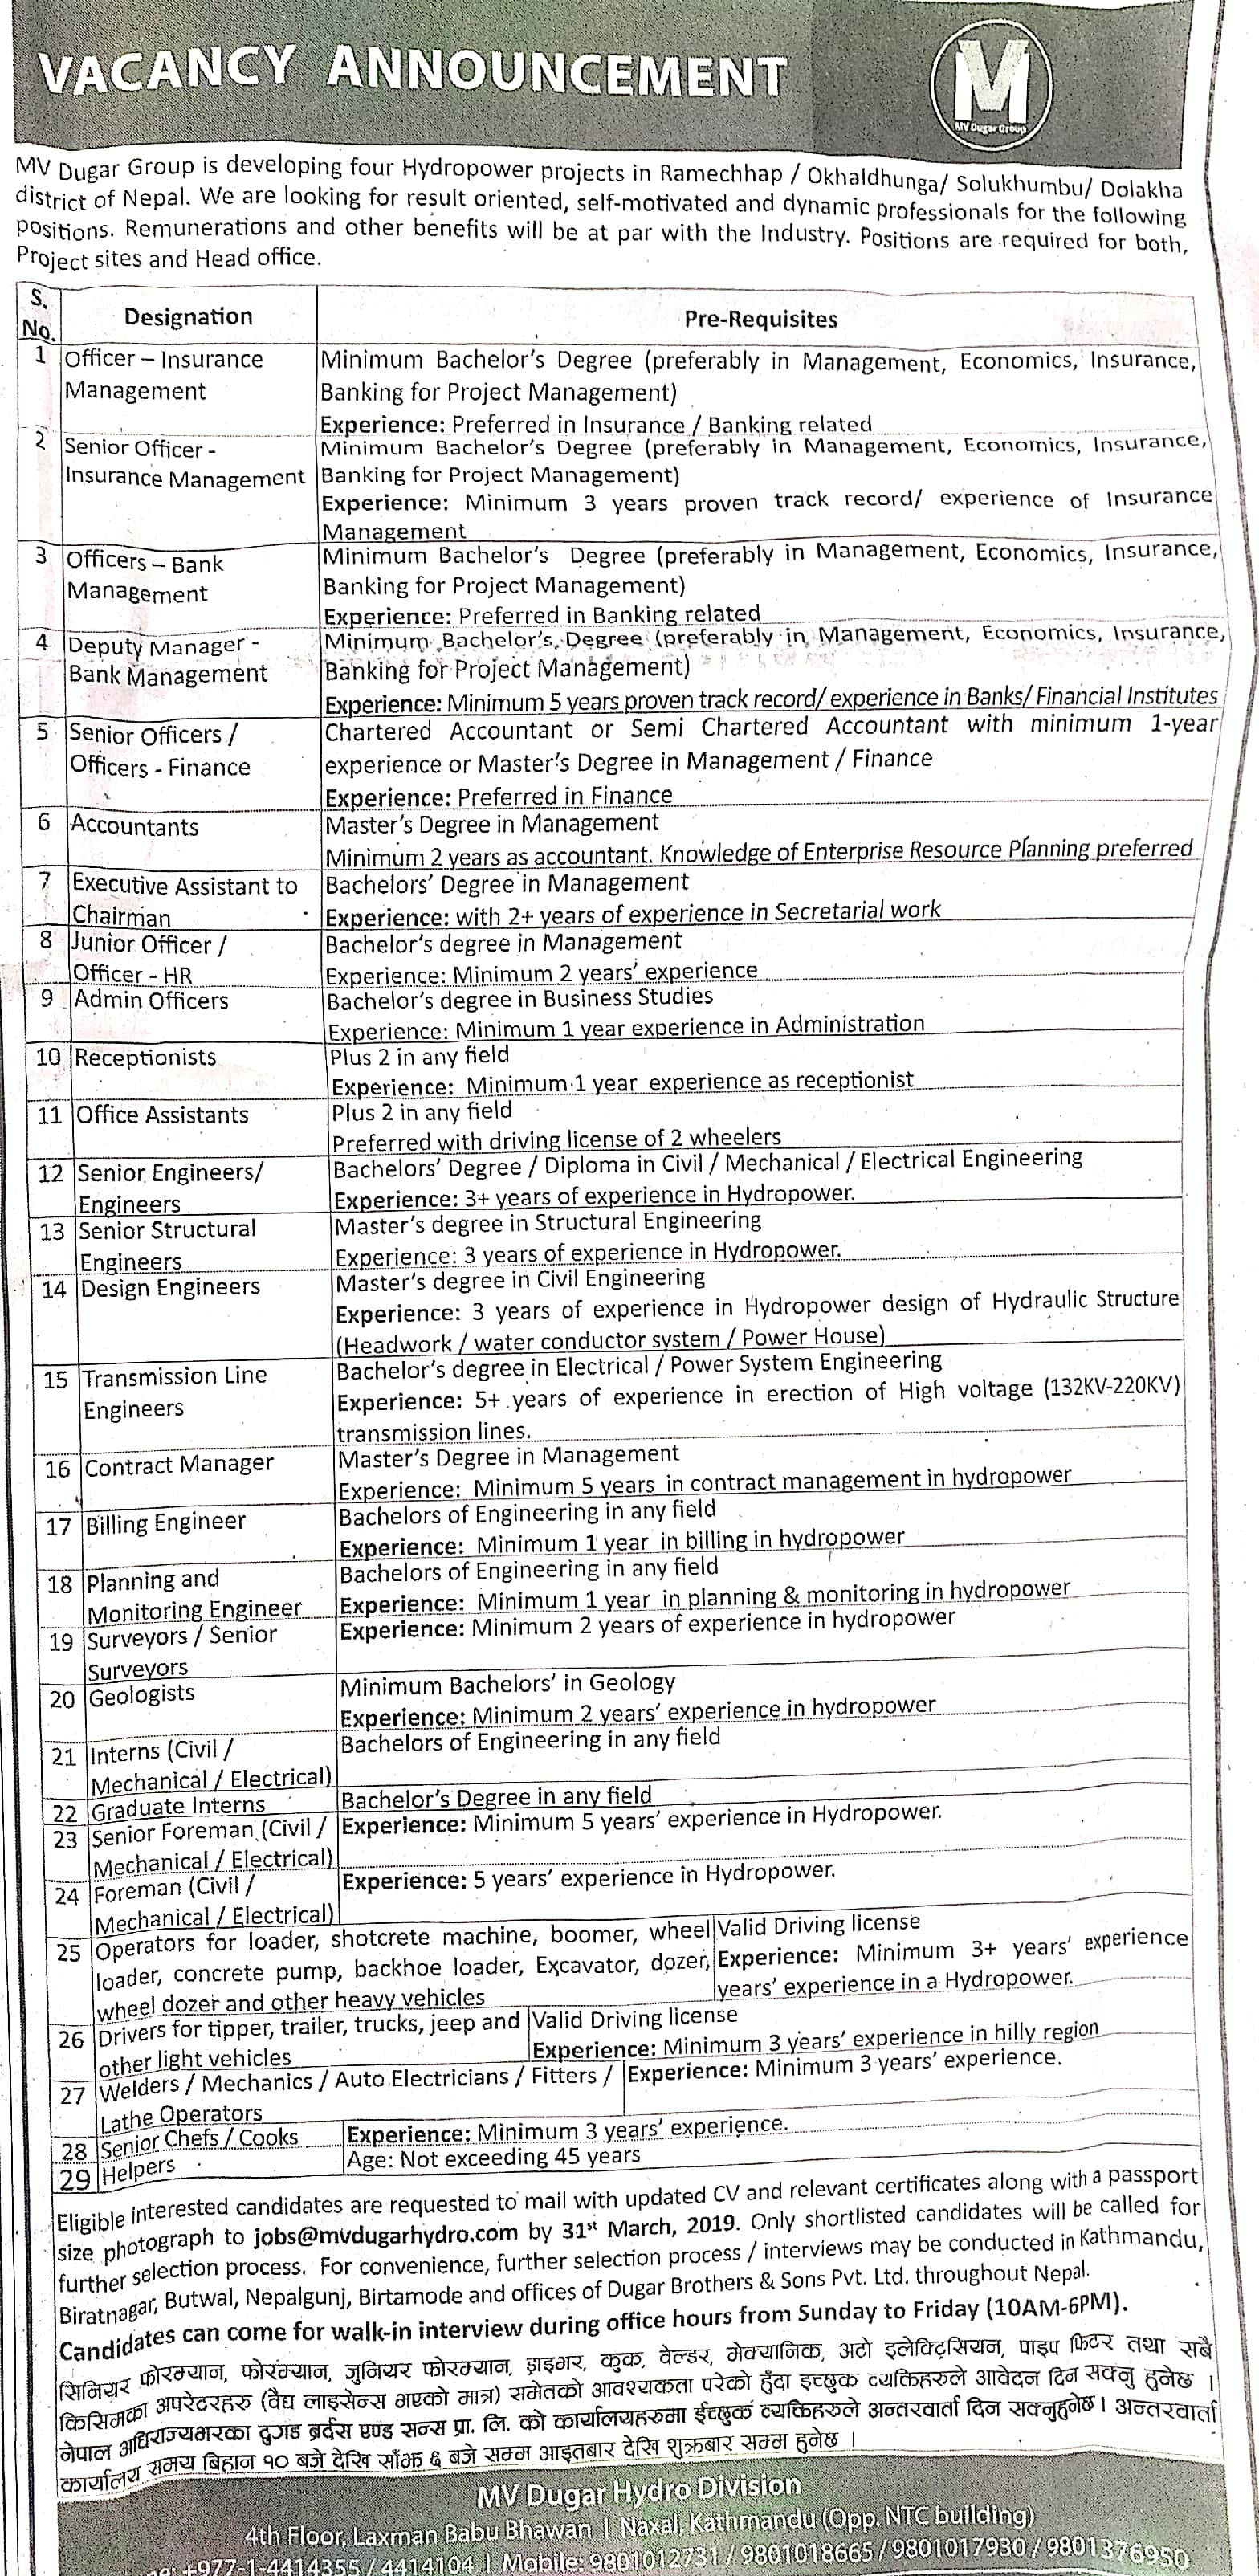 VACANCY ANNOUNCEMENT
M
MV Dugar Group
MV Dugar Group is developing four Hydropower projects in Ramechhap / Okhaldhunga/ Solukhumbu/ Dolakha
district of Nepal. We are looking for result oriented, self-motivated and dynamic professionals for the following
positions. Remunerations and other benefits will be at par with the Industry. Positions are required for both,
Project sites and Head office.
S. No. Designation Pre-Requisites
1 Officer – Insurance Management
Minimum Bachelor's Degree (preferably in Management, Economics, Insurance,
Banking for Project Management)
Experience: Preferred in Insurance / Banking related
2 Senior Officer - Insurance Management
Minimum Bachelor's Degree (preferably in Management, Economics, Insurance,
Banking for Project Management)
Experience: Minimum 3 years proven track record/ experience of Insurance
Management
3 Officers – Bank Management
Minimum Bachelor's Degree (preferably in Management, Economics, Insurance,
Banking for Project Management)
Experience: Preferred in Banking related
4 Deputy Manager - Bank Management
Minimum Bachelor's Degree (preferably in Management, Economics, Insurance,
Banking for Project Management)
Experience: Minimum 5 years proven track record/ experience in Banks/ Financial Institutes
5 Senior Officers / Officers - Finance
Chartered Accountant or Semi Chartered Accountant with minimum 1-year
experience or Master's Degree in Management / Finance
Experience: Preferred in Finance
6 Accountants
Master's Degree in Management
Minimum 2 years as accountant. Knowledge of Enterprise Resource Planning preferred
7 Executive Assistant to Chairman
Bachelors' Degree in Management
Experience: with 2+ years of experience in Secretarial work
8 Junior Officer / Officer - HR
Bachelor's degree in Management
Experience: Minimum 2 years' experience
9 Admin Officers
Bachelor's degree in Business Studies
Experience: Minimum 1 year experience in Administration
10 Receptionists
Plus 2 in any field
Experience: Minimum 1 year experience as receptionist
11 Office Assistants
Plus 2 in any field
Preferred with driving license of 2 wheelers
12 Senior Engineers/ Engineers
Bachelors' Degree / Diploma in Civil / Mechanical / Electrical Engineering
Experience: 3+ years of experience in Hydropower.
13 Senior Structural Engineers
Master's degree in Structural Engineering
Experience: 3 years of experience in Hydropower.
14 Design Engineers
Master's degree in Civil Engineering
Experience: 3 years of experience in Hydropower design of Hydraulic Structure
(Headwork / water conductor system / Power House)
15 Transmission Line Engineers
Bachelor's degree in Electrical / Power System Engineering
Experience: 5+ years of experience in erection of High voltage (132KV-220KV)
transmission lines.
16 Contract Manager
Master's Degree in Management
Experience: Minimum 5 years in contract management in hydropower
17 Billing Engineer
Bachelors of Engineering in any field
Experience: Minimum 1 year in billing in hydropower
18 Planning and Monitoring Engineer
Bachelors of Engineering in any field
Experience: Minimum 1 year in planning & monitoring in hydropower
19 Surveyors / Senior Surveyors
Experience: Minimum 2 years of experience in hydropower
20 Geologists
Minimum Bachelors' in Geology
Experience: Minimum 2 years' experience in hydropower
21 Interns (Civil / Mechanical / Electrical)
Bachelors of Engineering in any field
22 Graduate Interns
Bachelor's Degree in any field
23 Senior Foreman (Civil / Mechanical / Electrical)
Experience: Minimum 5 years' experience in Hydropower.
24 Foreman (Civil / Mechanical / Electrical)
Experience: 5 years' experience in Hydropower.
25 Operators for loader, shotcrete machine, boomer, wheel
loader, concrete pump, backhoe loader, Excavator, dozer,
wheel dozer and other heavy vehicles
Valid Driving license
Experience: Minimum 3+ years' experience
years' experience in a Hydropower.
26 Drivers for tipper, trailer, trucks, jeep and
other light vehicles
Valid Driving license
Experience: Minimum 3 years' experience in hilly region
27 Welders / Mechanics / Auto Electricians / Fitters /
Lathe Operators
Experience: Minimum 3 years' experience.
28 Senior Chefs / Cooks
Experience: Minimum 3 years' experience.
29 Helpers
Age: Not exceeding 45 years
Eligible interested candidates are requested to mail with updated CV and relevant certificates along with a passport
size photograph to jobs@mvdugarhydro.com by 31st March, 2019. Only shortlisted candidates will be called for
further selection process. For convenience, further selection process / interviews may be conducted in Kathmandu,
Biratnagar, Butwal, Nepalgunj, Birtamode and offices of Dugar Brothers & Sons Pvt. Ltd. throughout Nepal.
Candidates can come for walk-in interview during office hours from Sunday to Friday (10AM-6PM).
सिनियर फोरम्यान, फोरम्यान, जुनियर फोरम्यान, ड्राइभर, कुक, वेल्डर, मेक्यानिक, अटो इलेक्ट्रिसियन, पाइप फिटर तथा सबै
किसिमका अपरेटरहरु (वैद्य लाइसेन्स भएको मात्र) समेतको आवश्यकता परेको हुँदा इच्छुक व्यक्तिहरुले आवेदन दिन सक्नु हुनेछ ।
नेपाल अधिराज्यभरका दुगड ब्रर्दस एण्ड सन्स प्रा. लि. को कार्यालयहरुमा ईच्छुक व्यक्तिहरुले अन्तरवार्ता दिन सक्नुहुनेछ । अन्तरवार्ता
कार्यालय समय बिहान १० बजे देखि साँझ ६ बजे सम्म आइतबार देखि शुक्रबार सम्म हुनेछ ।
MV Dugar Hydro Division
4th Floor, Laxman Babu Bhawan | Naxal, Kathmandu (Opp. NTC building)
+977-1-4414355 / 4414104 | Mobile: 9801012731 / 9801018665 / 9801017930 / 9801376950